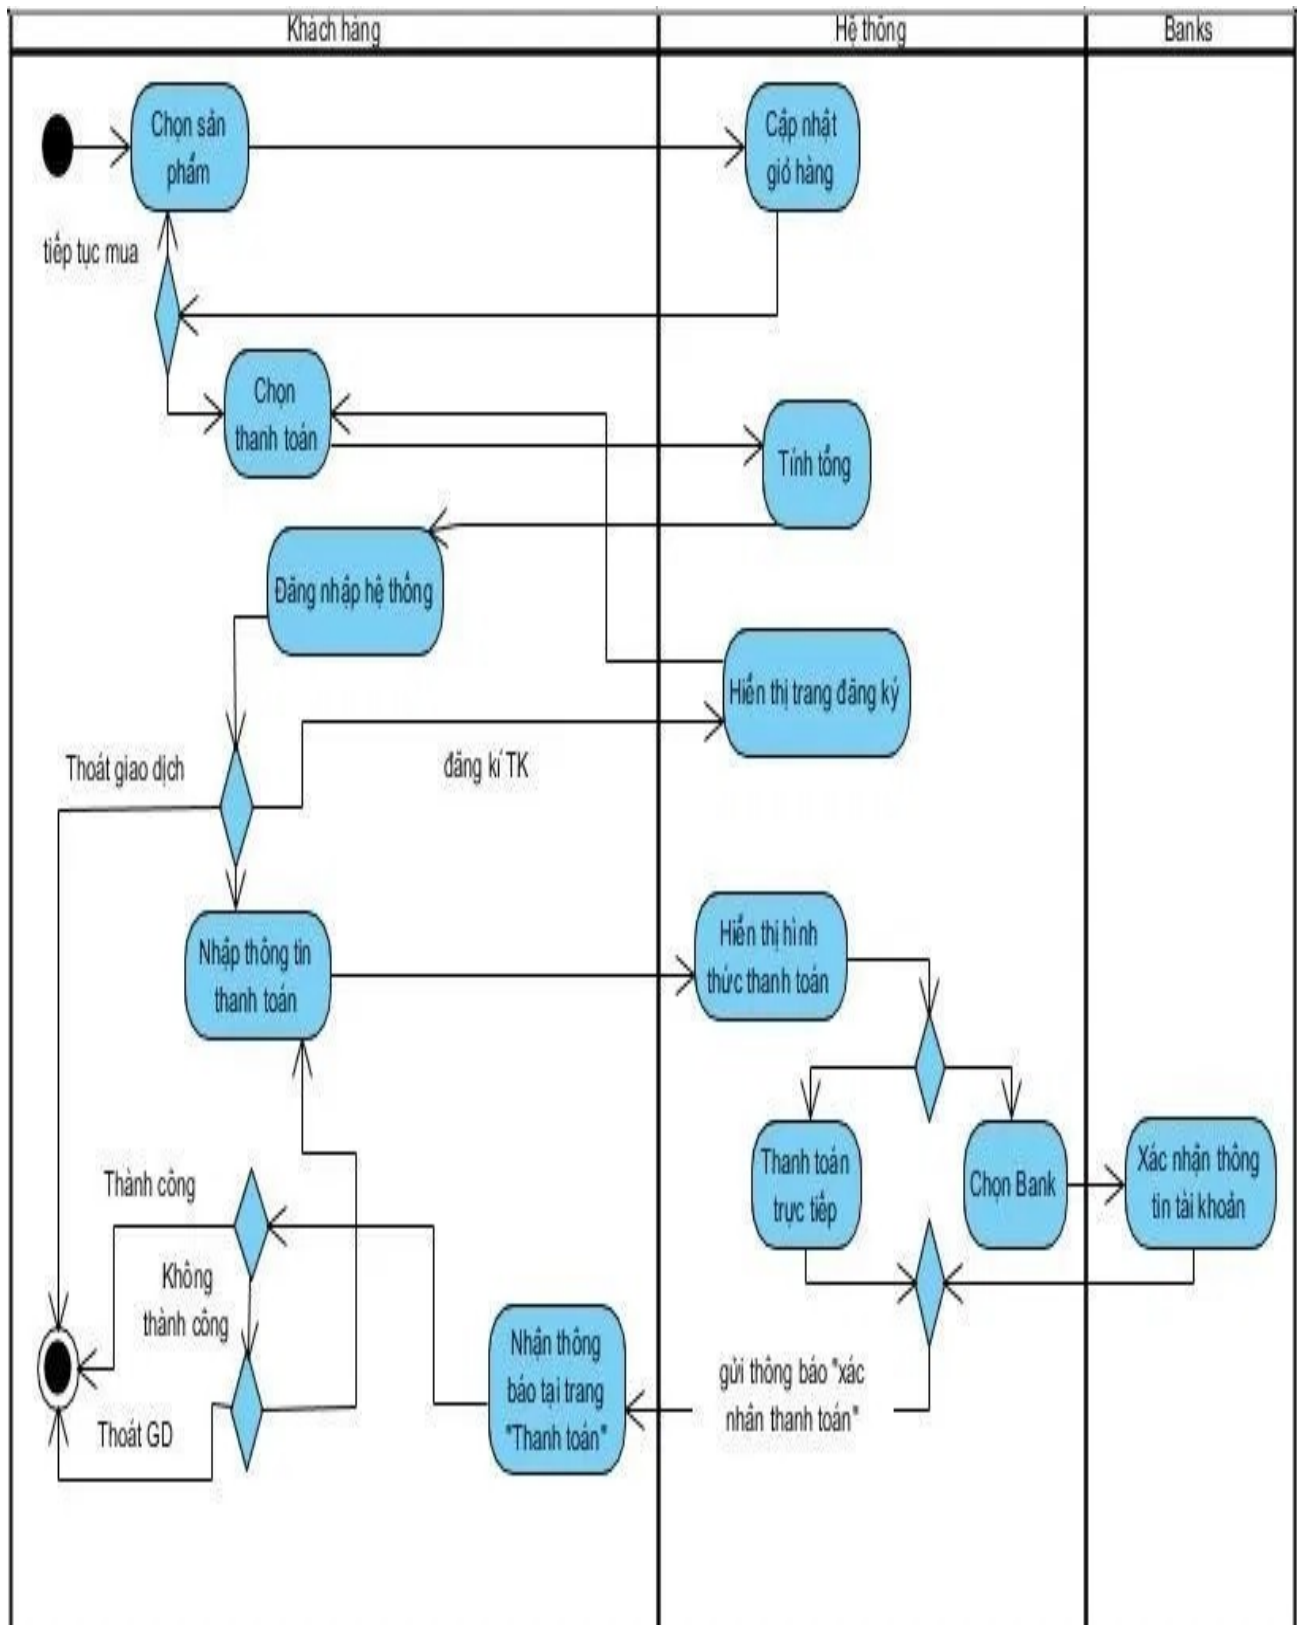 Khách hàng
Hệ thông
Banks
Chọn sản
phẩm
Cập nhật
giỏ hàng
tiếp tục mua
Chọn
thanh toán
Tính tổng
Đăng nhập hệ thông
Hiển thị trang đăng ký
Thoát giao dịch
đăng kí TK
Nhập thông tin
thanh toán
Hiển thị hình
thức thanh toán
Thành công
Thanh toán
trực tiếp
Chọn Bank
Xác nhận thông
tin tài khoản
Không
thành công
Nhận thông
báo tại trang
"Thanh toán"
gửi thông báo "xác
nhân thanh toán"
Thoát GD